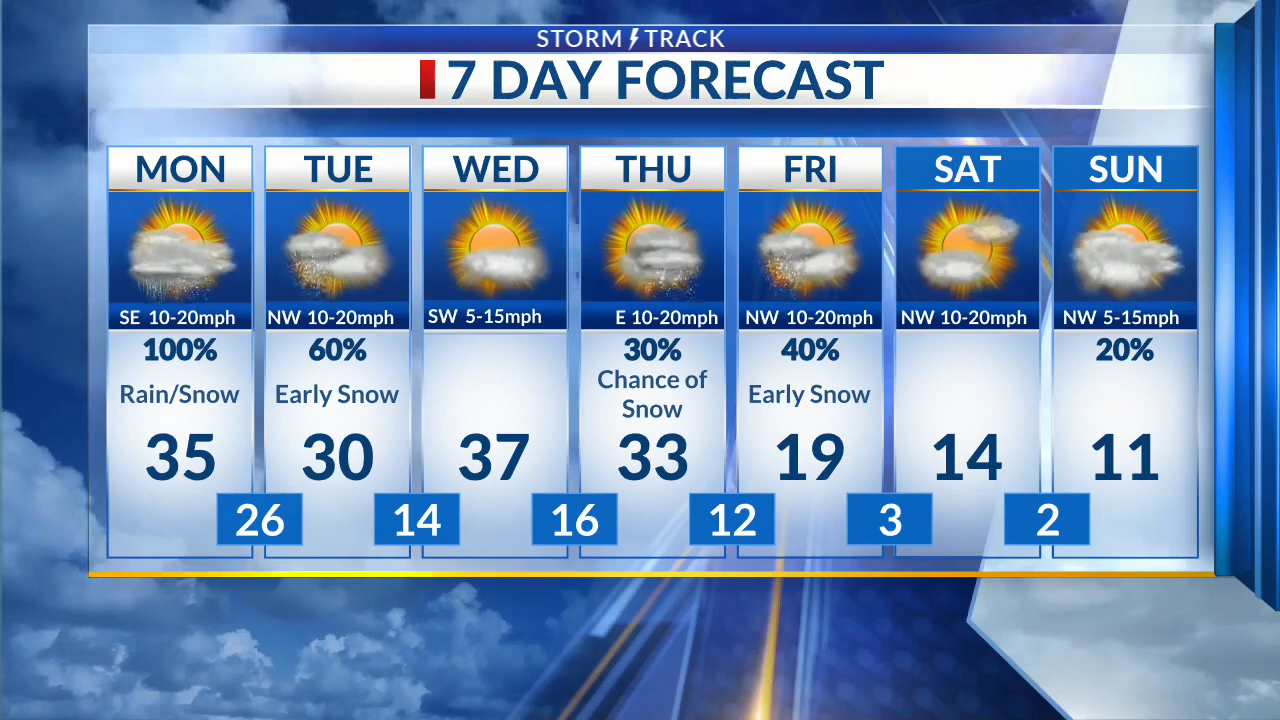 STORM TRACK
7 DAY FORECAST
MON TUE WED THU FRI SAT SUN
SE 10-20mph NW 10-20mph SW 5-15mph E 10-20mph NW 10-20mph NW 10-20mph NW 5-15mph
100% 60% 30% 40% 20%
Rain/Snow Early Snow Chance of Snow Early Snow
35 30 37 33 19 14 11
26 14 16 12 3 2